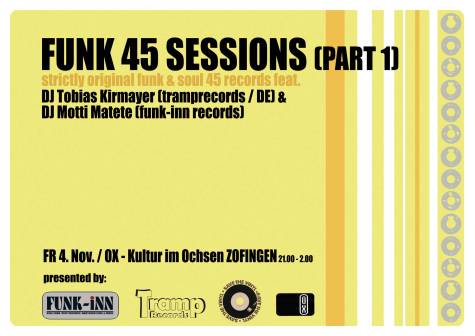 FUNK 45 SESSIONS (PART 1)
strictly original funk & soul 45 records feat.
DJ Tobias Kirmayer (tramprecords / DE) &
DJ Motti Matete (funk-inn records)
FR 4. Nov. / OX - Kultur im Ochsen ZOFINGEN 21.00 - 2.00
presented by:
FUNK-iNN
Tramp
Records
OX